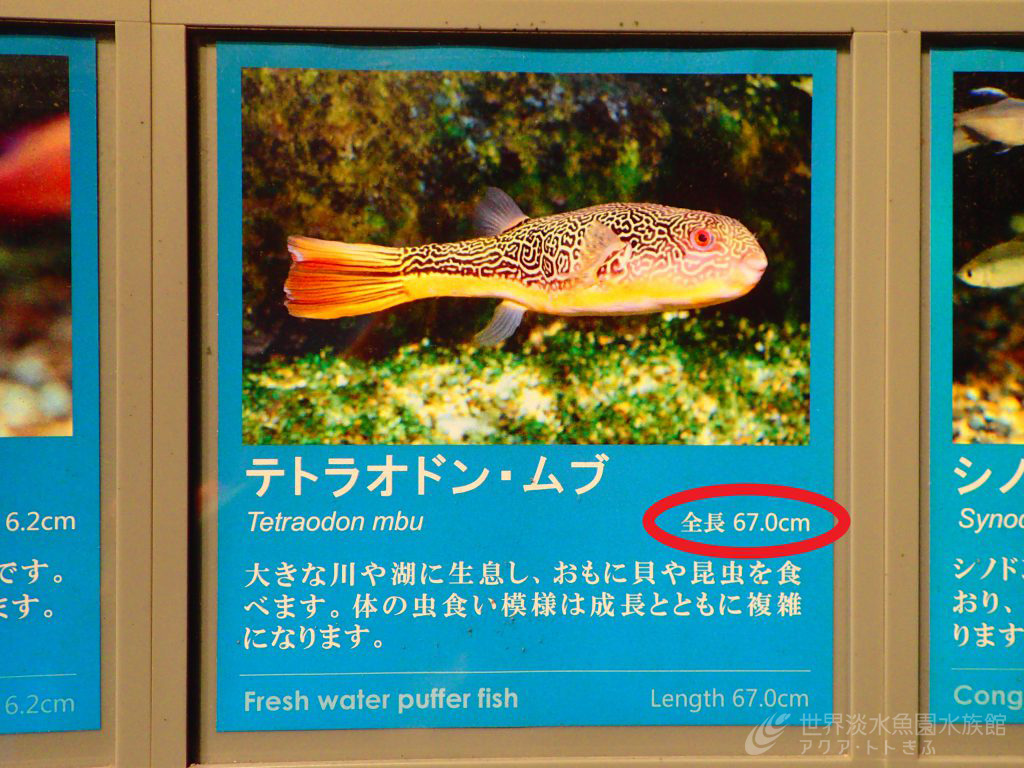 テトラオドン・ムブ
Tetraodon mbu
全長 67.0cm
大きな川や湖に生息し、おもに貝や昆虫を食
べます。体の虫食い模様は成長とともに複雑
になります。
Fresh water puffer fish
Length 67.0cm
6.2cm
です。
ます。
6.2cm
シノ
Synod
シノド
おり、
ります
Cong
世界淡水魚園水族館
アクア・トトぎふ